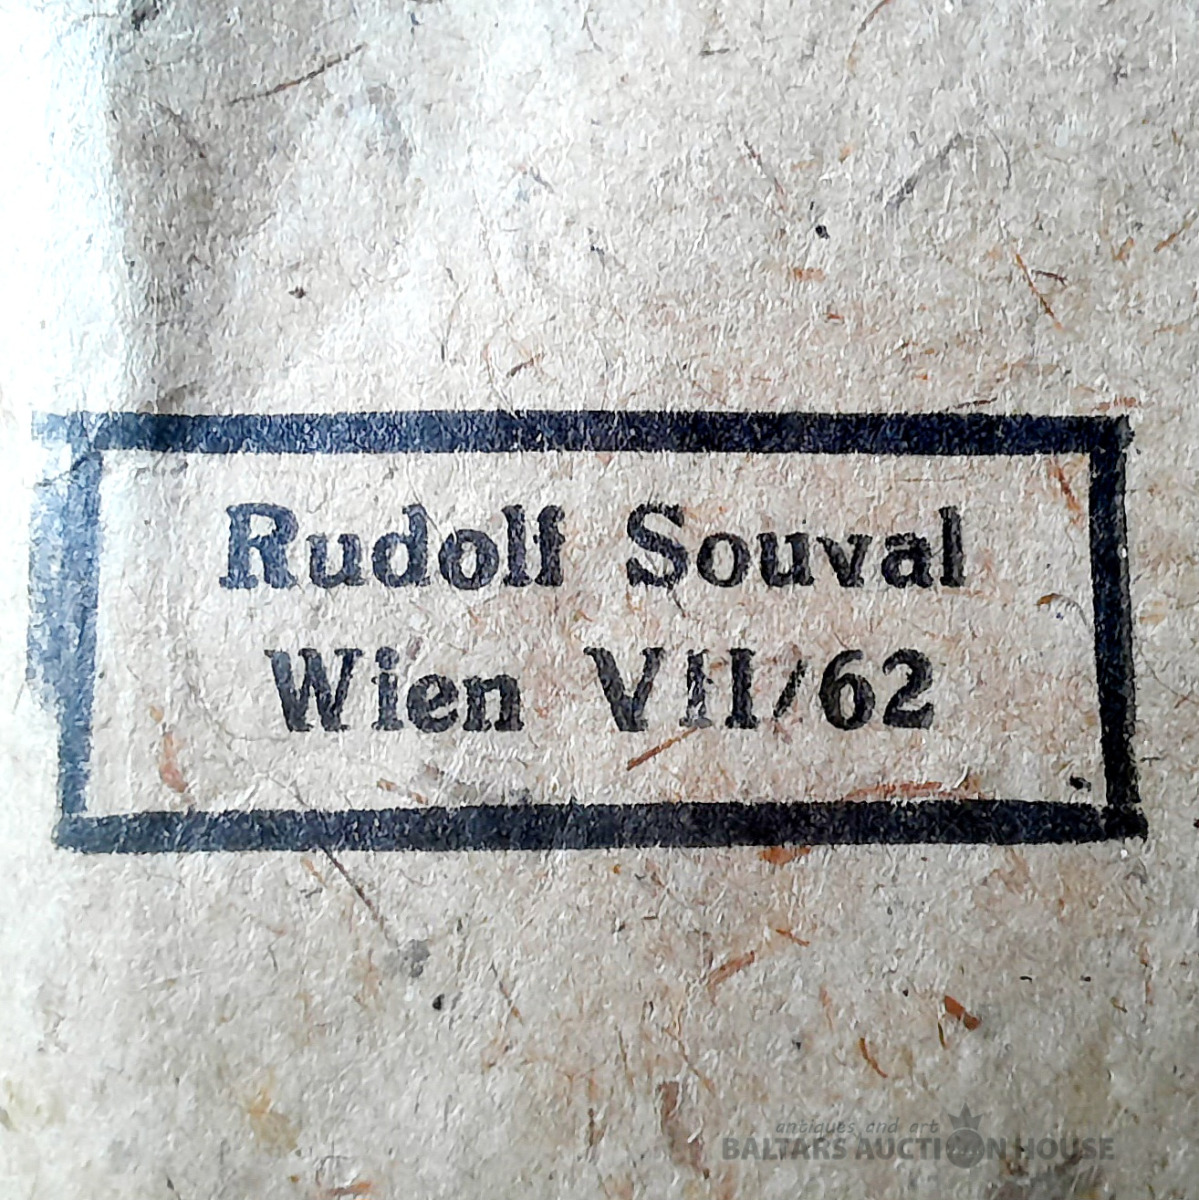 Rudolf Souval
Wien VII/62
antiques and art
BALTARS AUCTION HOUSE